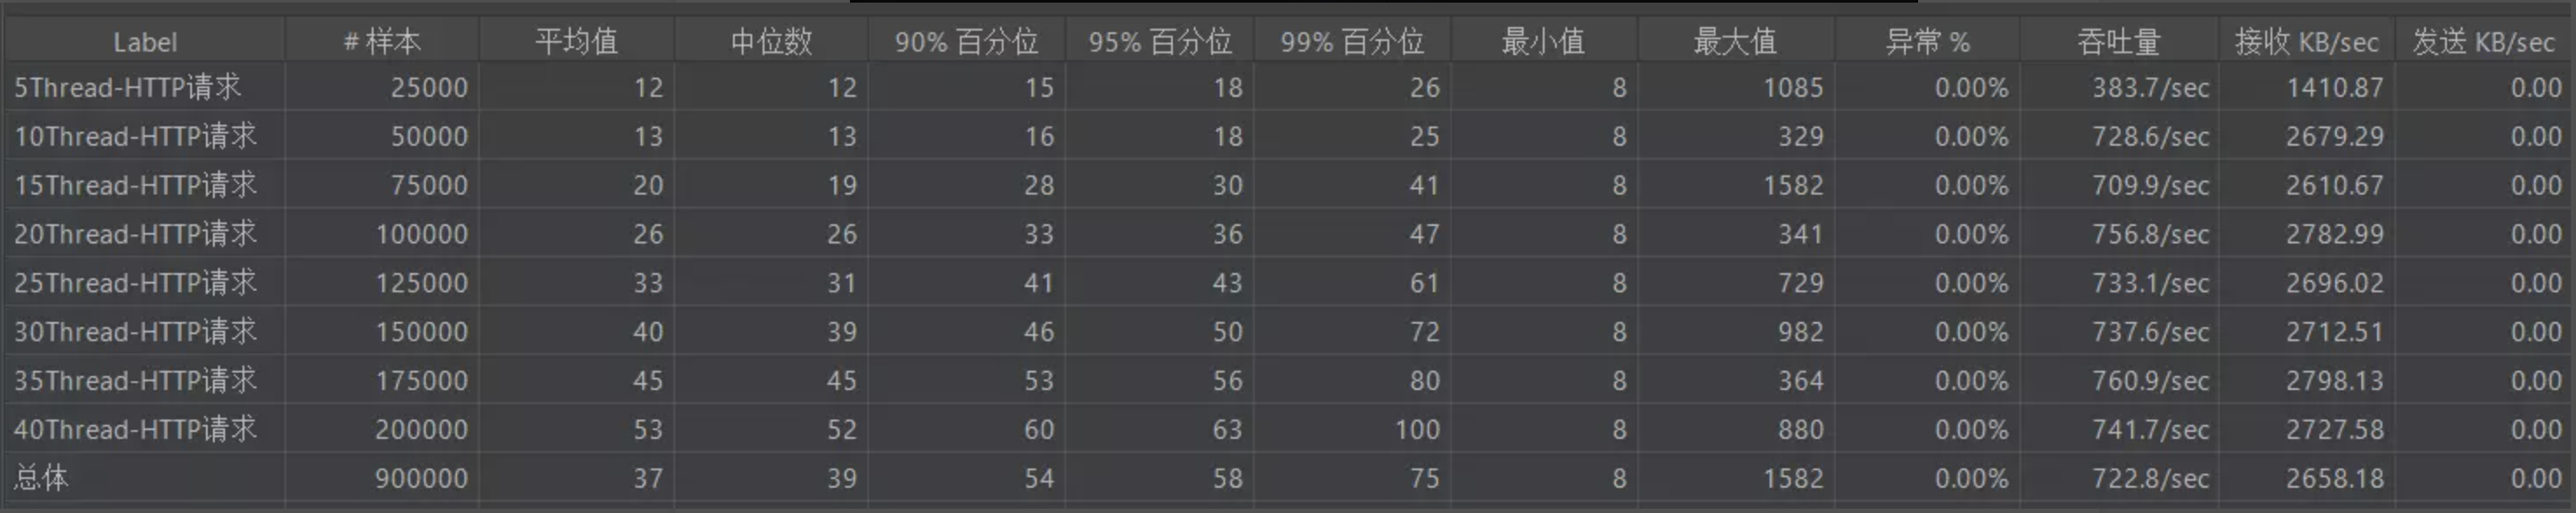 Label # 样本 平均值 中位数 90% 百分位 95% 百分位 99% 百分位 最小值 最大值 异常 % 吞吐量 接收 KB/sec 发送 KB/sec
5Thread-HTTP请求 25000 12 12 15 18 26 8 1085 0.00% 383.7/sec 1410.87 0.00
10Thread-HTTP请求 50000 13 13 16 18 25 8 329 0.00% 728.6/sec 2679.29 0.00
15Thread-HTTP请求 75000 20 19 28 30 41 8 1582 0.00% 709.9/sec 2610.67 0.00
20Thread-HTTP请求 100000 26 26 33 36 47 8 341 0.00% 756.8/sec 2782.99 0.00
25Thread-HTTP请求 125000 33 31 41 43 61 8 729 0.00% 733.1/sec 2696.02 0.00
30Thread-HTTP请求 150000 40 39 46 50 72 8 982 0.00% 737.6/sec 2712.51 0.00
35Thread-HTTP请求 175000 45 45 53 56 80 8 364 0.00% 760.9/sec 2798.13 0.00
40Thread-HTTP请求 200000 53 52 60 63 100 8 880 0.00% 741.7/sec 2727.58 0.00
总体 900000 37 39 54 58 75 8 1582 0.00% 722.8/sec 2658.18 0.00